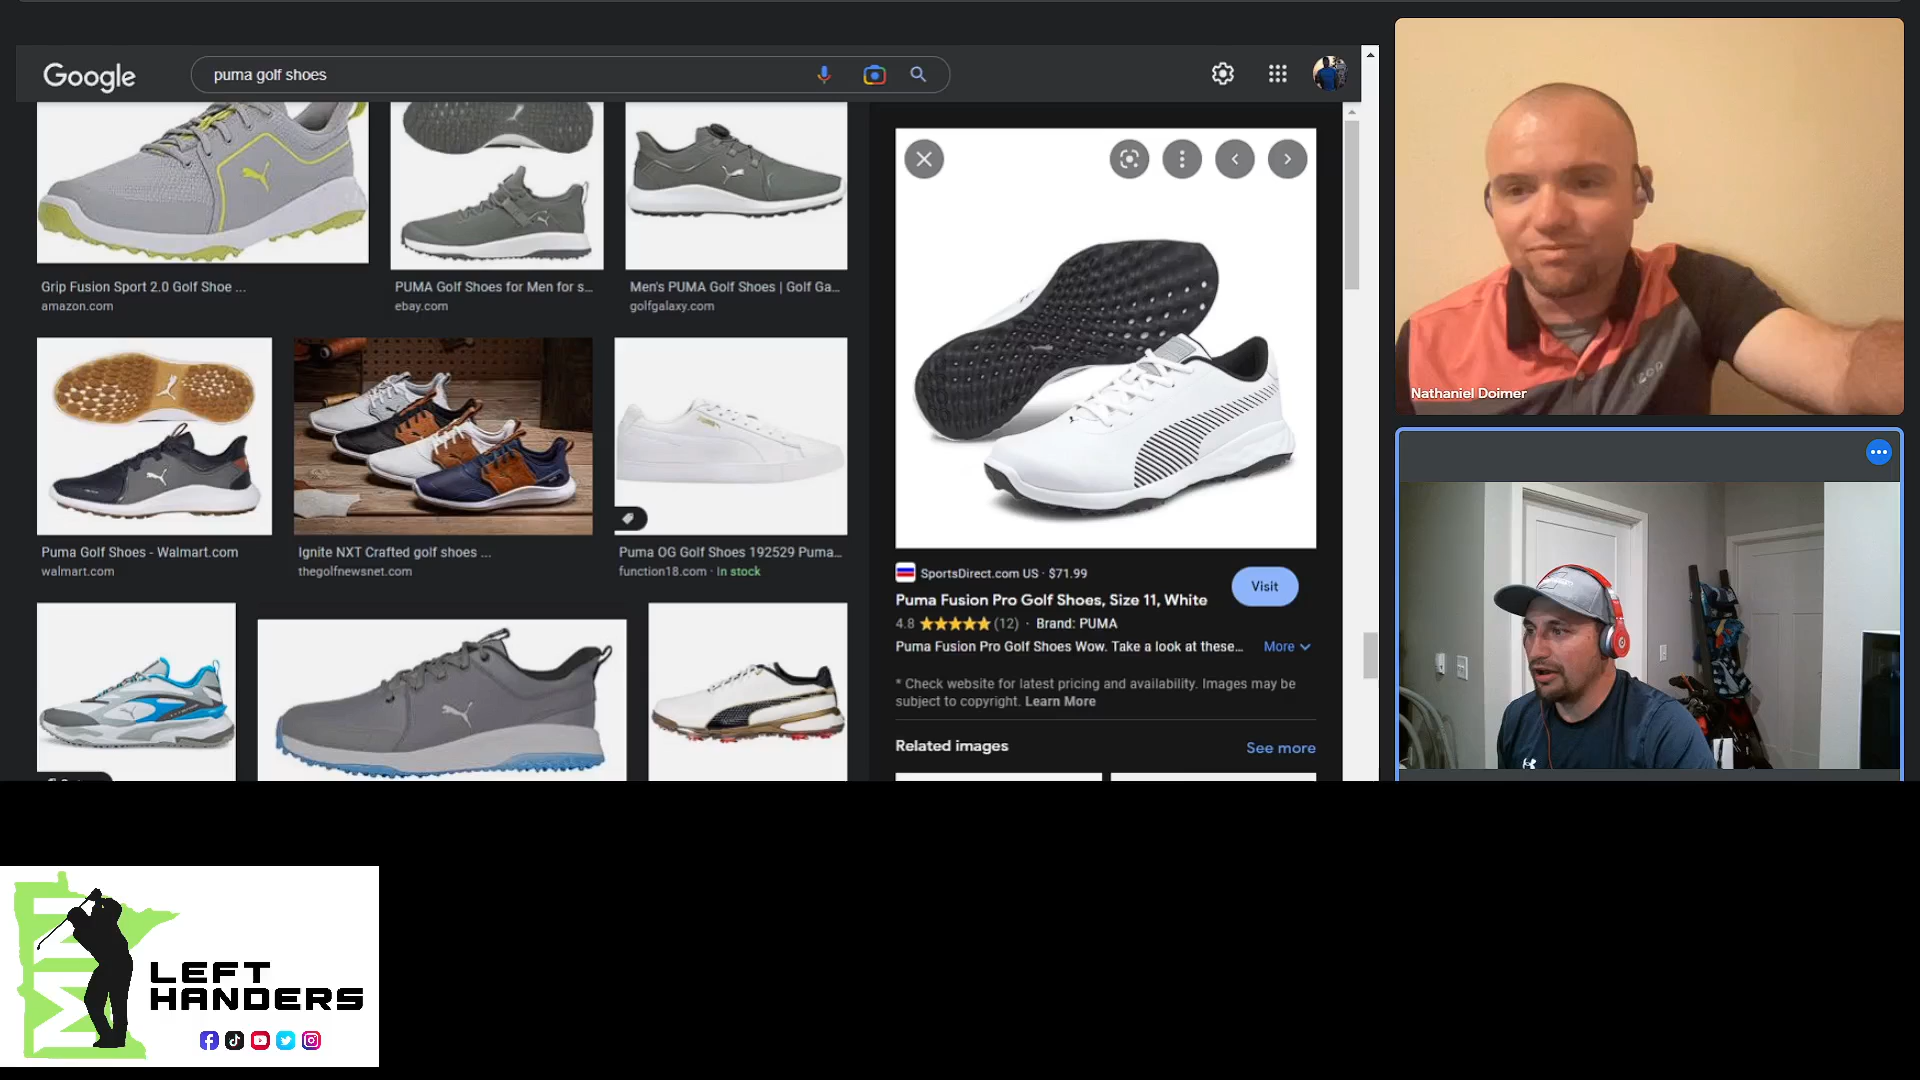 Google
puma golf shoes
Grip Fusion Sport 2.0 Golf Shoe ...
amazon.com
PUMA Golf Shoes for Men for s...
ebay.com
Men's PUMA Golf Shoes | Golf Ga...
golfgalaxy.com
Puma Golf Shoes - Walmart.com
walmart.com
Ignite NXT Crafted golf shoes ...
thegolfnewsnet.com
Puma OG Golf Shoes 192529 Puma...
function18.com · In stock
SportsDirect.com US · $71.99
Puma Fusion Pro Golf Shoes, Size 11, White
4.8 ★★★★★ (12) · Brand: PUMA
Puma Fusion Pro Golf Shoes Wow. Take a look at these...
More
Visit
* Check website for latest pricing and availability. Images may be
subject to copyright. Learn More
Related images
See more
Nathaniel Doimer
IZOD
MN
LEFT
HANDERS